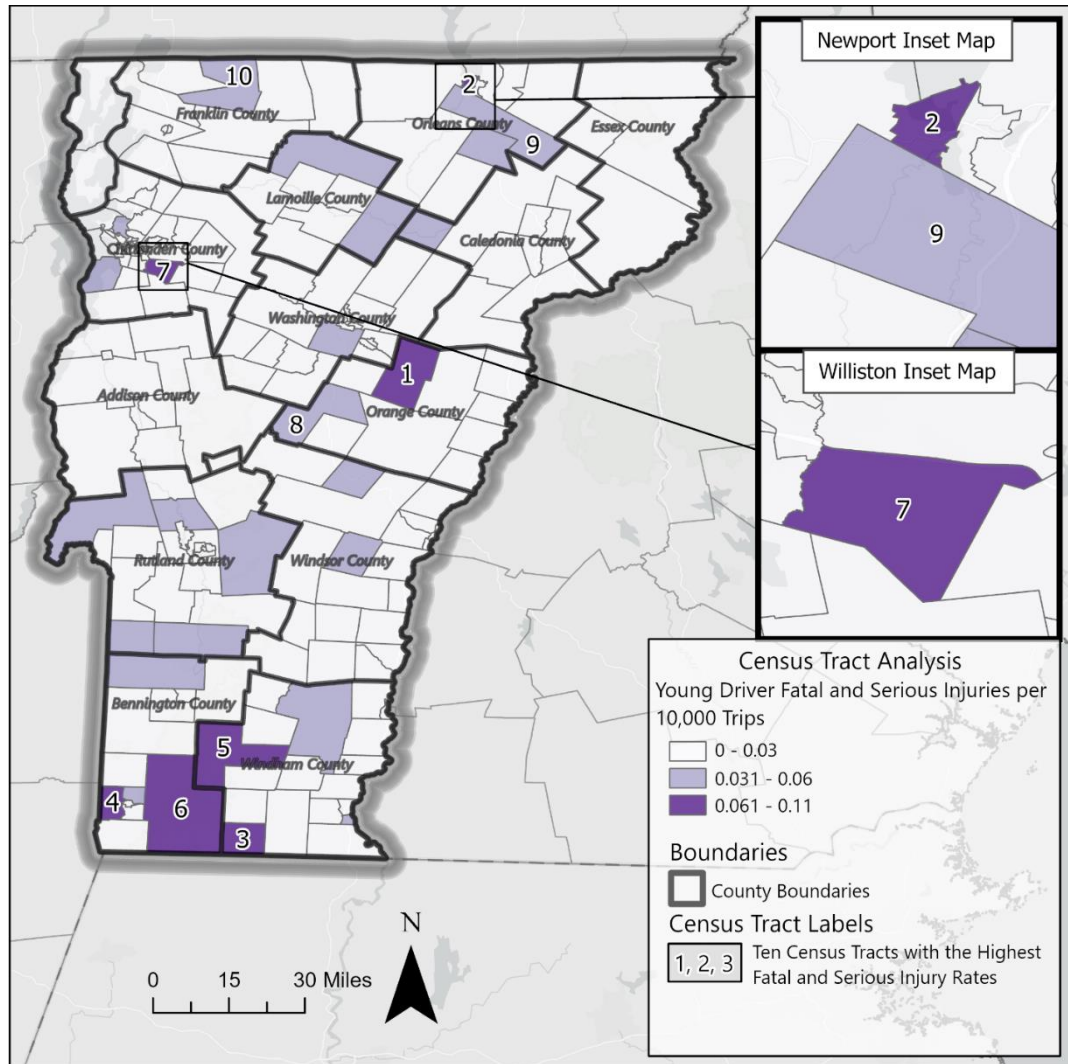 Newport Inset Map
10
2
Franklin County
Orleans County
Essex County
9
2
Lamoille County
9
Chittenden County
Caledonia County
7
Washington County
Williston Inset Map
1
Addison County
Orange County
8
7
Rutland County
Windsor County
Census Tract Analysis
Young Driver Fatal and Serious Injuries per
10,000 Trips
0 - 0.03
0.031 - 0.06
0.061 - 0.11
Bennington County
5
Windham County
4
6
3
Boundaries
County Boundaries
Census Tract Labels
1, 2, 3
Ten Census Tracts with the Highest
Fatal and Serious Injury Rates
N
0 15 30 Miles